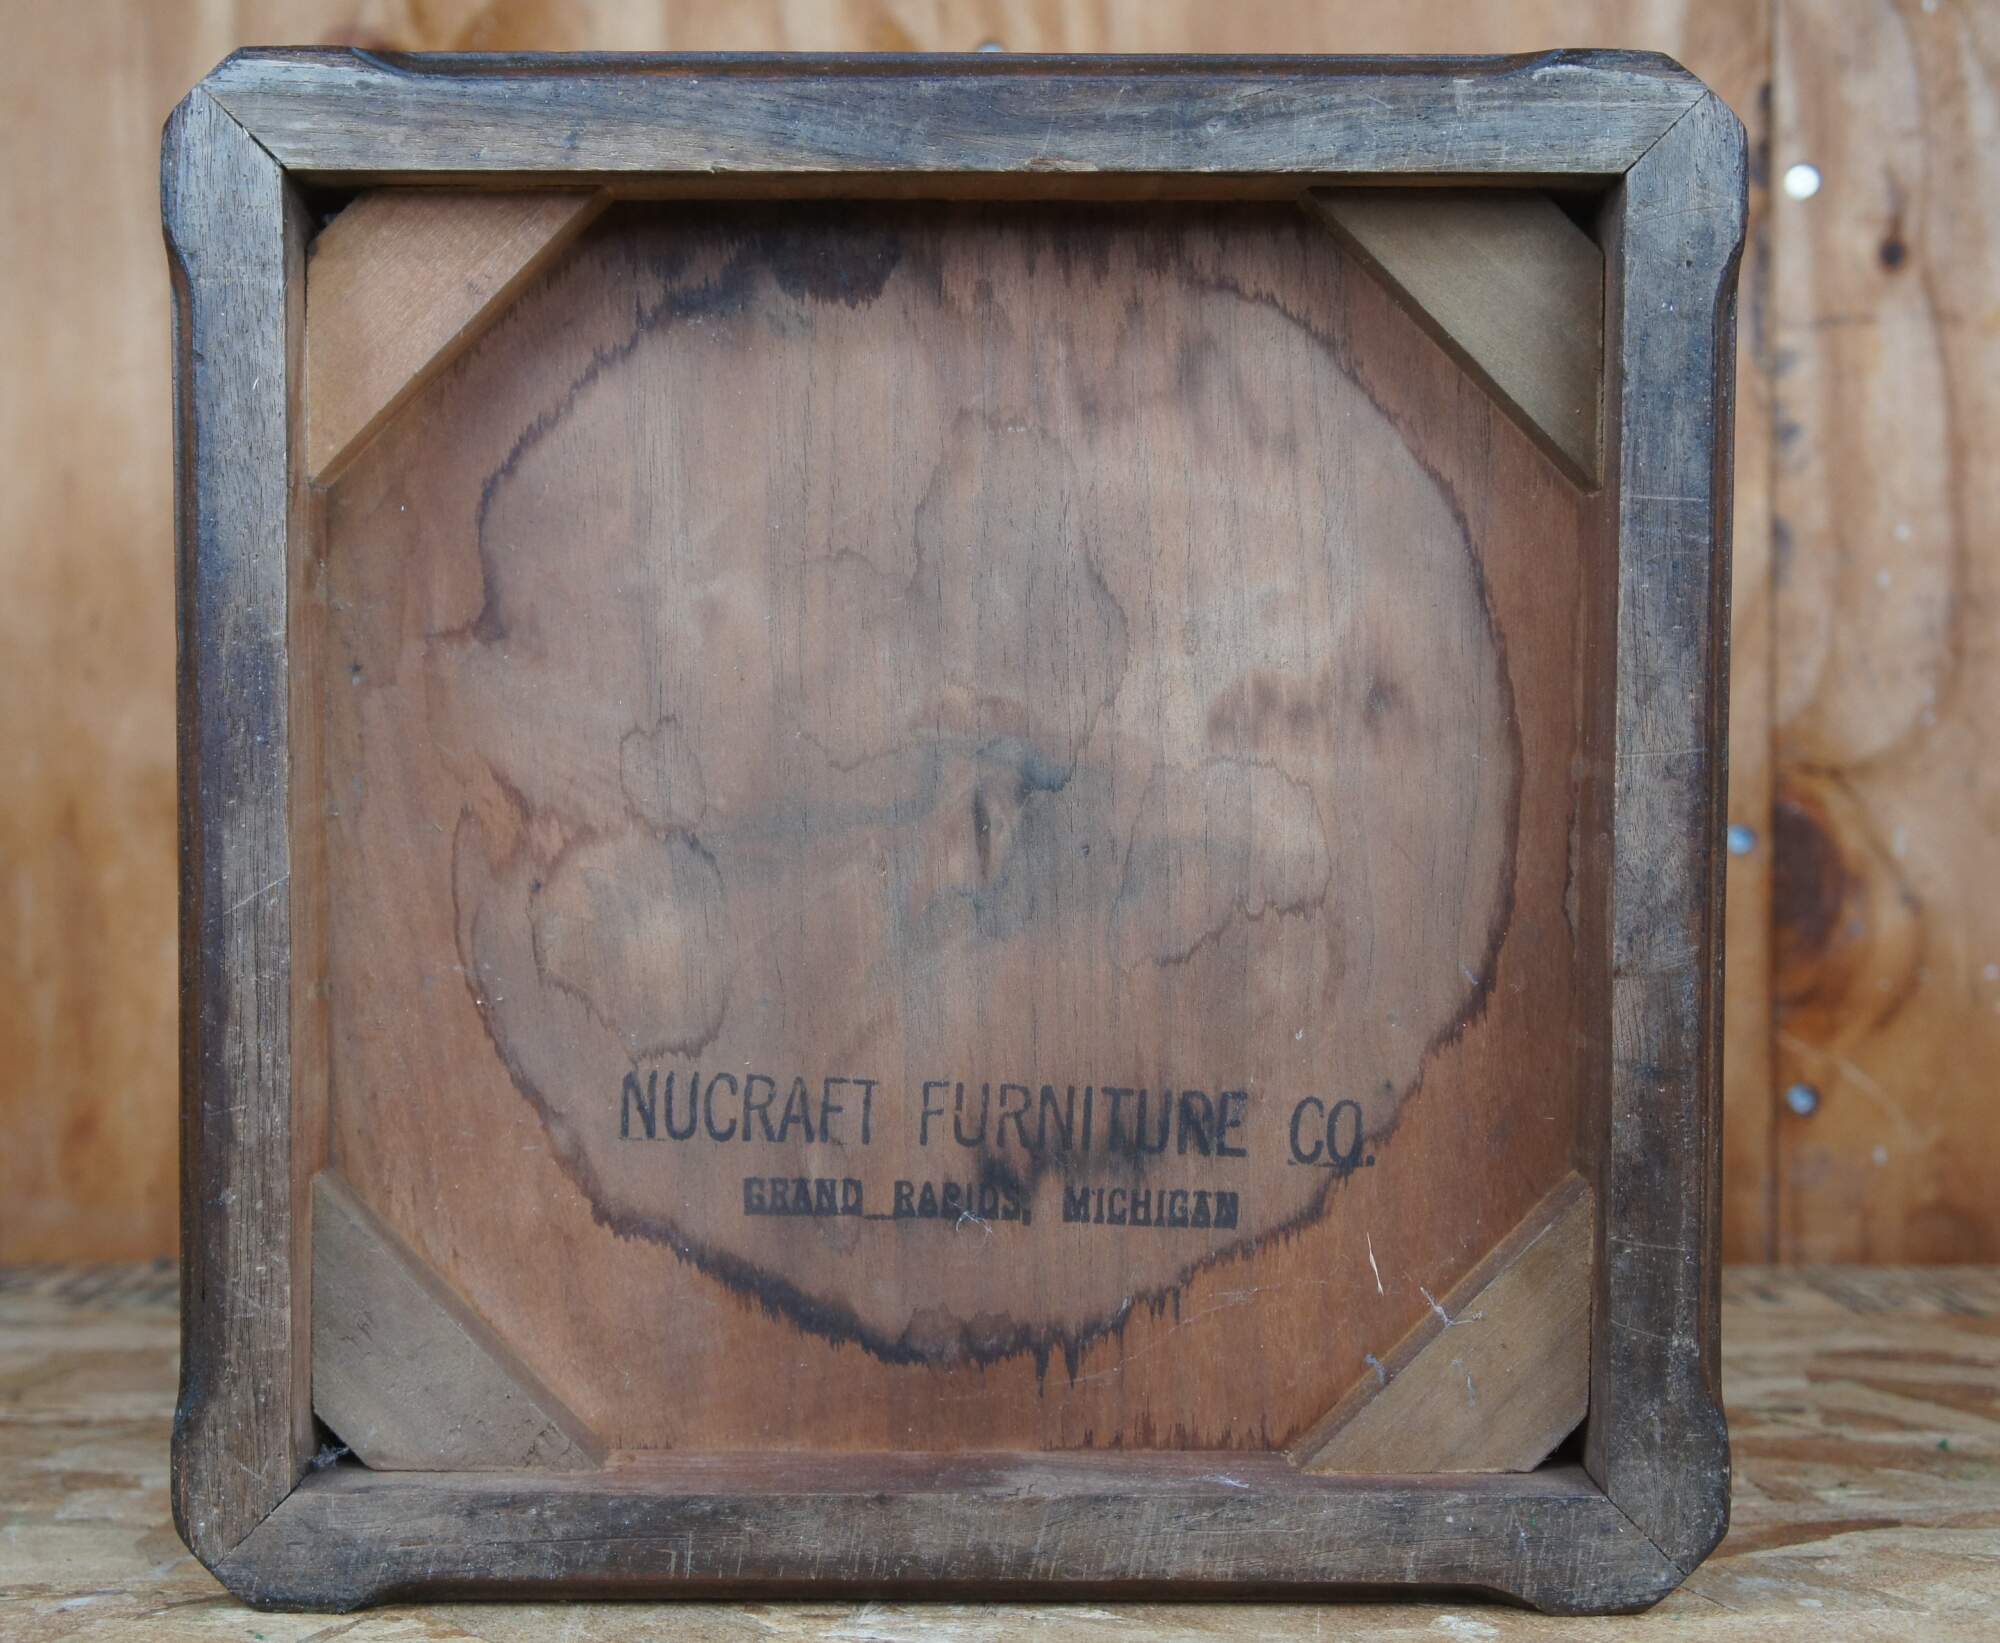 NUCRAFT FURNITURE CO.
GRAND RAPIDS, MICHIGAN